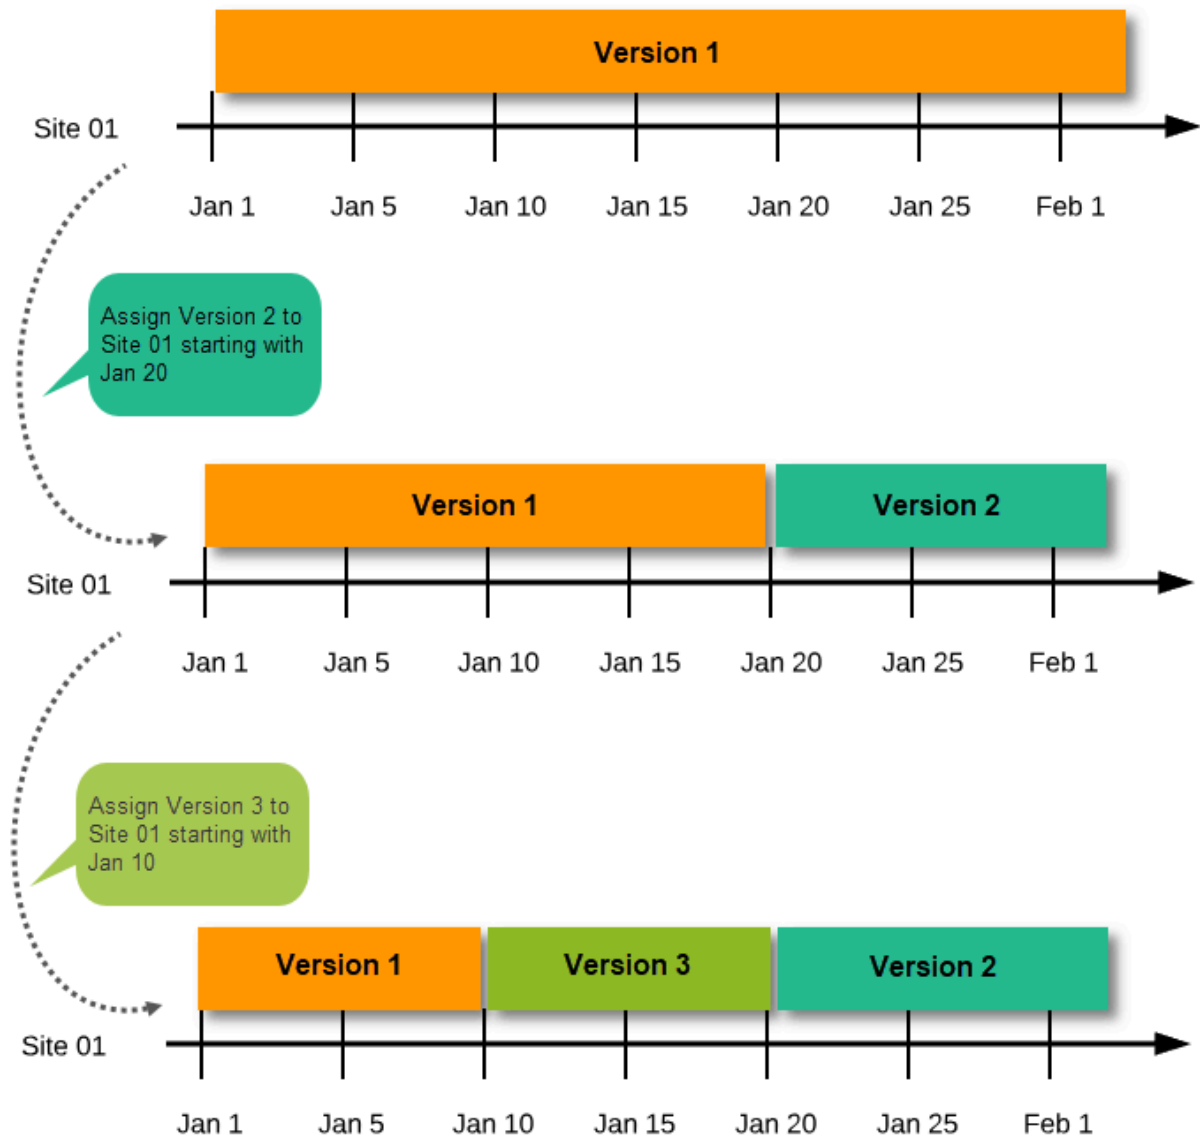 Version 1
Site 01
Jan 1 Jan 5 Jan 10 Jan 15 Jan 20 Jan 25 Feb 1
Assign Version 2 to
Site 01 starting with
Jan 20
Version 1 Version 2
Site 01
Jan 1 Jan 5 Jan 10 Jan 15 Jan 20 Jan 25 Feb 1
Assign Version 3 to
Site 01 starting with
Jan 10
Version 1 Version 3 Version 2
Site 01
Jan 1 Jan 5 Jan 10 Jan 15 Jan 20 Jan 25 Feb 1